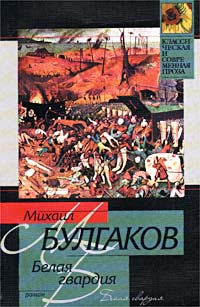 КЛАССИ
ЧЕСКАЯ
И
СОВРЕ
МЕННАЯ
ПРОЗА
Михаил
БУЛГАКОВ
Белая
гвардия
роман
Белая гвардия